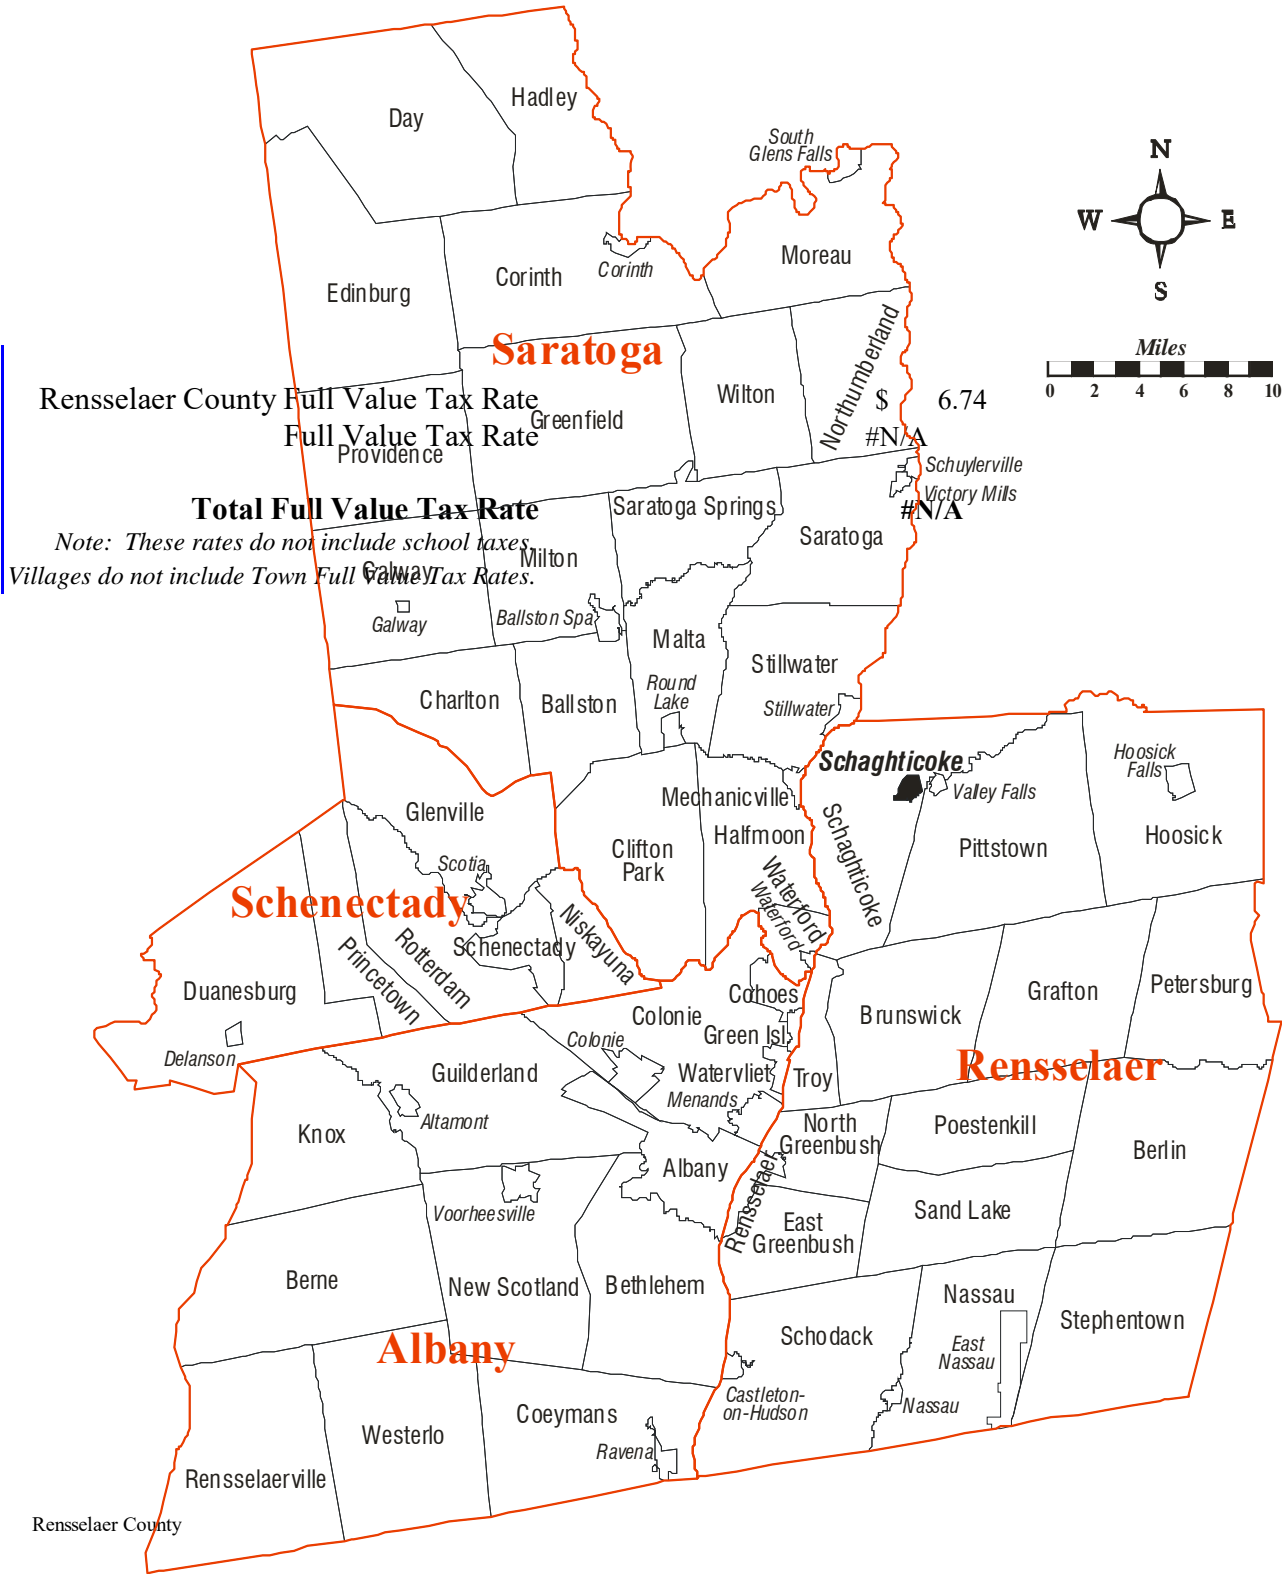 Hadley
Day
South
Glens Falls
N
W
E
S
Moreau
Corinth
Corinth
Edinburg
Northumberland
Saratoga
Miles
0 2 4 6 8 10
Wilton
Rensselaer County Full Value Tax Rate $ 6.74
Greenfield
Full Value Tax Rate #N/A
Providence
Schuylerville
Victory Mills
Saratoga Springs
Total Full Value Tax Rate #N/A
Saratoga
Note: These rates do not include school taxes.
Milton
Galway
Villages do not include Town Full Value Tax Rates.
Galway
Ballston Spa
Malta
Stillwater
Round
Lake
Stillwater
Charlton
Ballston
Schaghticoke
Hoosick
Falls
Valley Falls
Mechanicville
Glenville
Halfmoon
Schaghticoke
Hoosick
Pittstown
Clifton
Park
Scotia
Waterford
Waterford
Schenectady
Niskayuna
Schenectady
Rotterdam
Princetown
Duanesburg
Cohoes
Grafton
Petersburg
Colonie
Brunswick
Green Isl
Colonie
Delanson
Rensselaer
Guilderland
Watervliet
Troy
Menands
Altamont
Knox
North
Greenbush
Poestenkill
Berlin
Albany
Rensselaer
Voorheesville
Sand Lake
East
Greenbush
Berne
New Scotland
Bethlehem
Nassau
Stephentown
Schodack
Albany
East
Nassau
Castleton-
on-Hudson
Nassau
Coeymans
Westerlo
Ravena
Rensselaerville
Rensselaer County